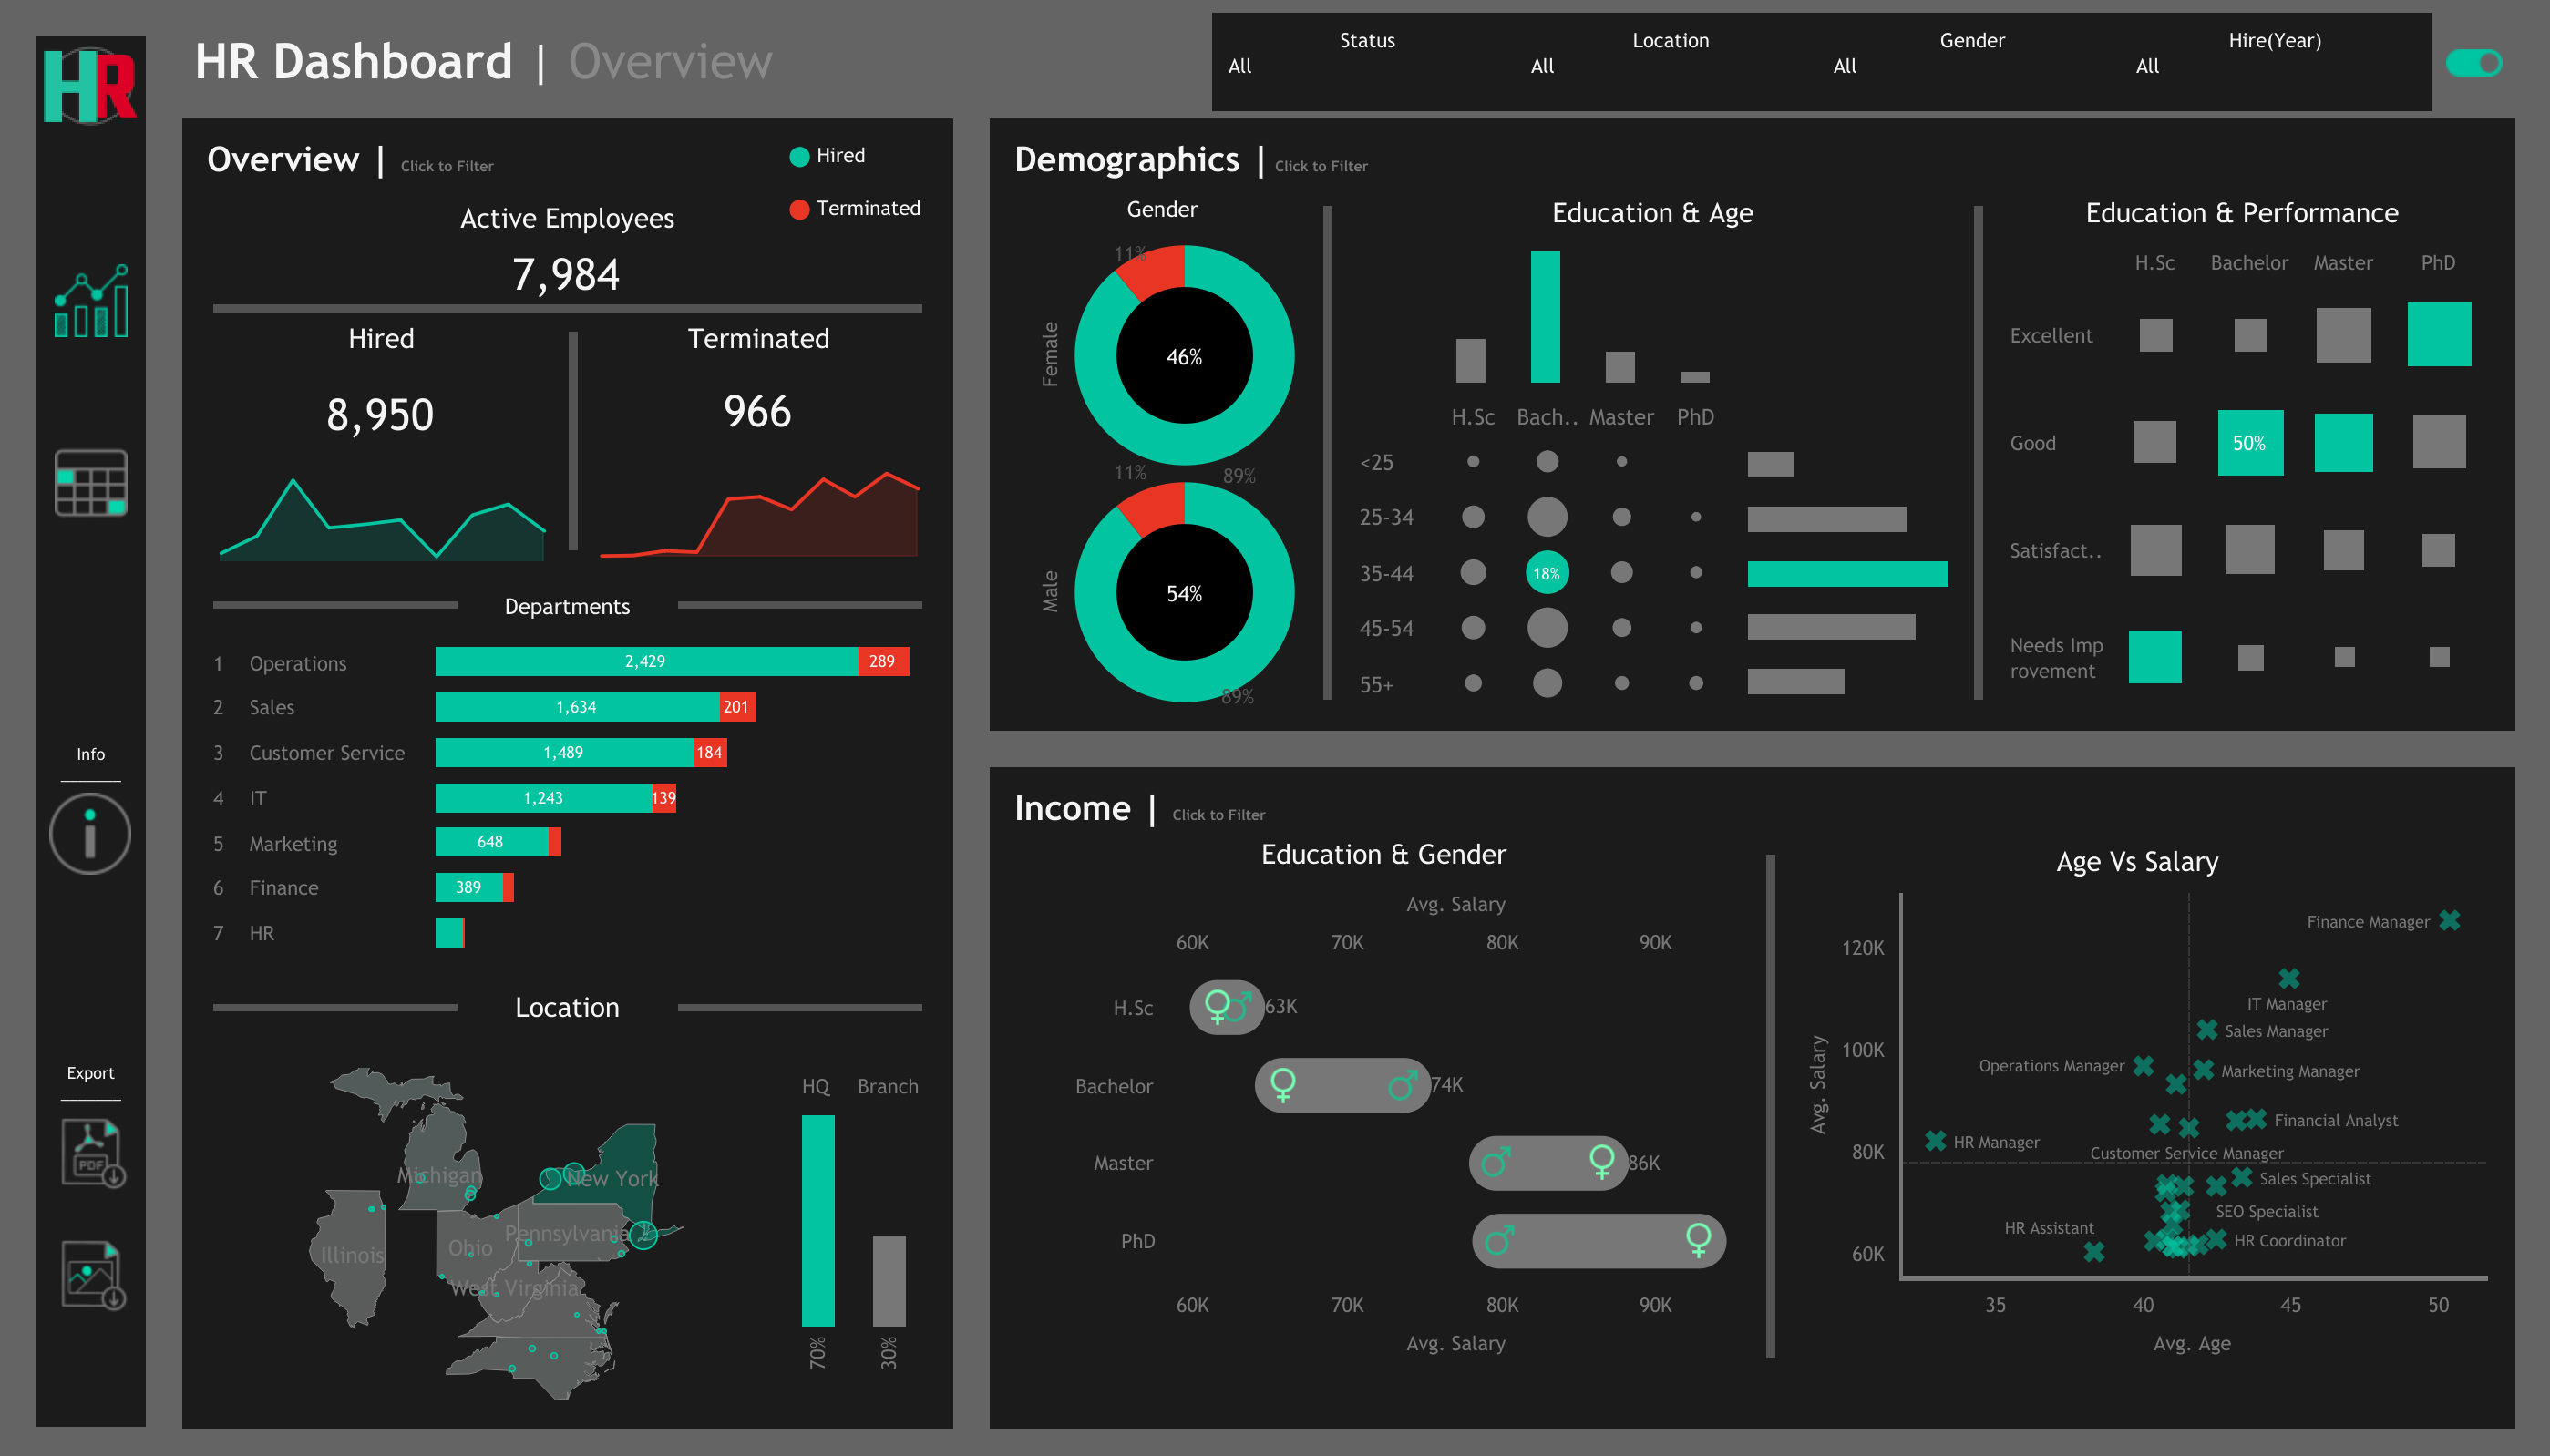 HR
HR Dashboard | Overview
Status
Location
Gender
Hire(Year)
All
All
All
All
Info
Export
PDF
Overview | Click to Filter
Hired
Terminated
Active Employees
7,984
Hired
Terminated
8,950
966
Departments
1 Operations 2,429 289
2 Sales 1,634 201
3 Customer Service 1,489 184
4 IT 1,243 139
5 Marketing 648
6 Finance 389
7 HR
Location
Michigan
New York
Pennsylvania
Ohio
Illinois
West Virginia
HQ Branch
70% 30%
Demographics | Click to Filter
Gender
11%
Female
46%
11% 89%
Male
54%
89%
Education & Age
H.Sc Bach.. Master PhD
<25
25-34
35-44 18%
45-54
55+
Education & Performance
H.Sc Bachelor Master PhD
Excellent
Good 50%
Satisfact..
Needs Imp
rovement
Income | Click to Filter
Education & Gender
Avg. Salary
60K 70K 80K 90K
H.Sc 63K
Bachelor 74K
Master 86K
PhD
60K 70K 80K 90K
Avg. Salary
Age Vs Salary
Avg. Salary
120K
100K
80K
60K
Finance Manager
IT Manager
Sales Manager
Operations Manager
Marketing Manager
Financial Analyst
HR Manager
Customer Service Manager
Sales Specialist
SEO Specialist
HR Assistant
HR Coordinator
35 40 45 50
Avg. Age